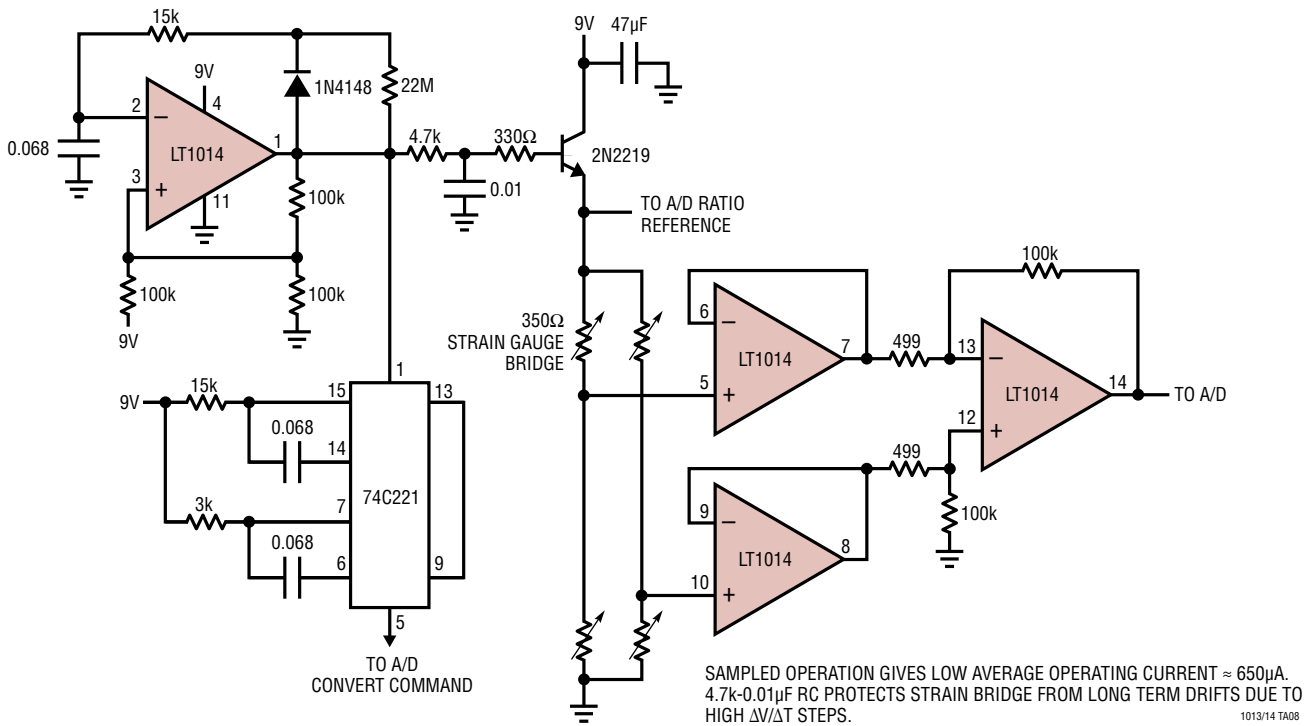 15k
9V
1N4148
22M
2
4
−
LT1014
1
0.068
3
+
11
100k
100k
100k
9V
4.7k
330Ω
0.01
9V
47µF
2N2219
TO A/D RATIO
REFERENCE
350Ω
STRAIN GAUGE
BRIDGE
1
9V
15k
15
13
0.068
14
74C221
3k
7
0.068
6
9
5
TO A/D
CONVERT COMMAND
6
−
LT1014
7
5
+
9
−
LT1014
8
10
+
499
499
100k
13
−
LT1014
14
12
+
100k
TO A/D
SAMPLED OPERATION GIVES LOW AVERAGE OPERATING CURRENT ≈ 650µA.
4.7k-0.01µF RC PROTECTS STRAIN BRIDGE FROM LONG TERM DRIFTS DUE TO
HIGH ∆V/∆T STEPS.
1013/14 TA08